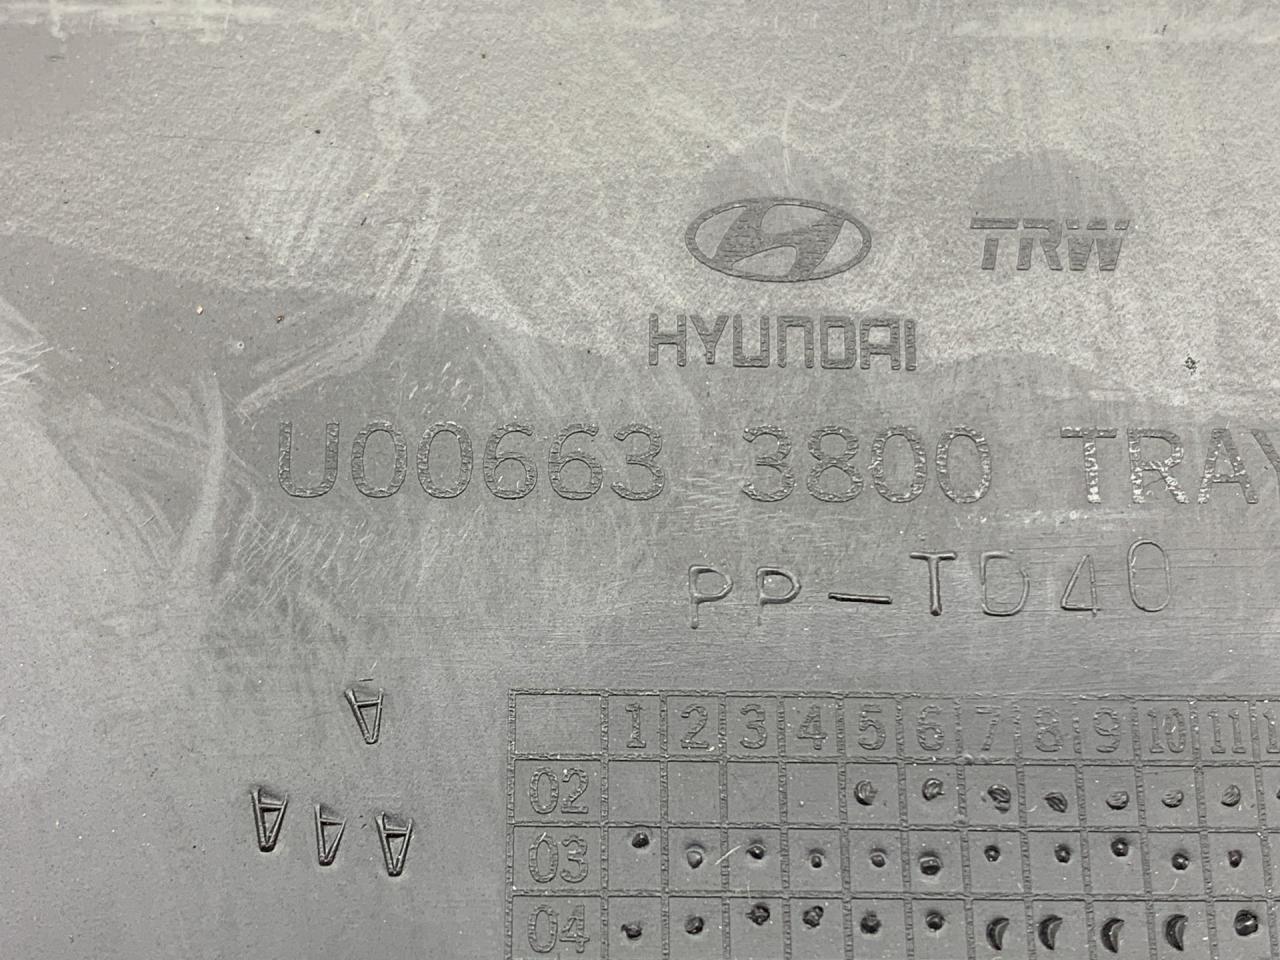 TRW
HYUNDAI
U00663 3800 TRAY
PP-TD40
A
A A A
1 2 3 4 5 6 7 8 9 10 11
02
03
04